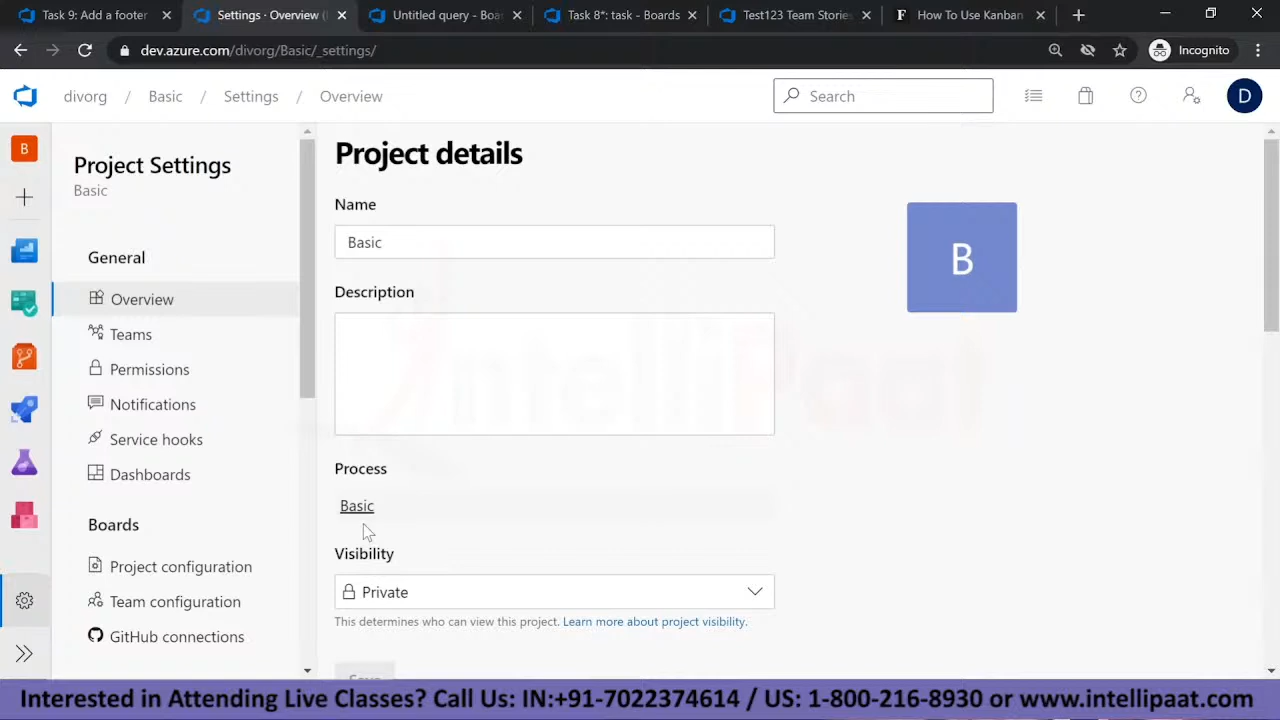 Task 9: Add a footer
Settings · Overview (
Untitled query - Boa
Task 8*: task - Boards
Test123 Team Stories
How To Use Kanban
dev.azure.com/divorg/Basic/_settings/
Incognito
divorg / Basic / Settings / Overview
Search
D
B
Project Settings
Basic
General
Overview
Teams
Permissions
Notifications
Service hooks
Dashboards
Boards
Project configuration
Team configuration
GitHub connections
Project details
Name
Basic
B
Description
IntelliPaat
Process
Basic
Visibility
Private
This determines who can view this project. Learn more about project visibility.
Save
Interested in Attending Live Classes? Call Us: IN:+91-7022374614 / US: 1-800-216-8930 or www.intellipaat.com